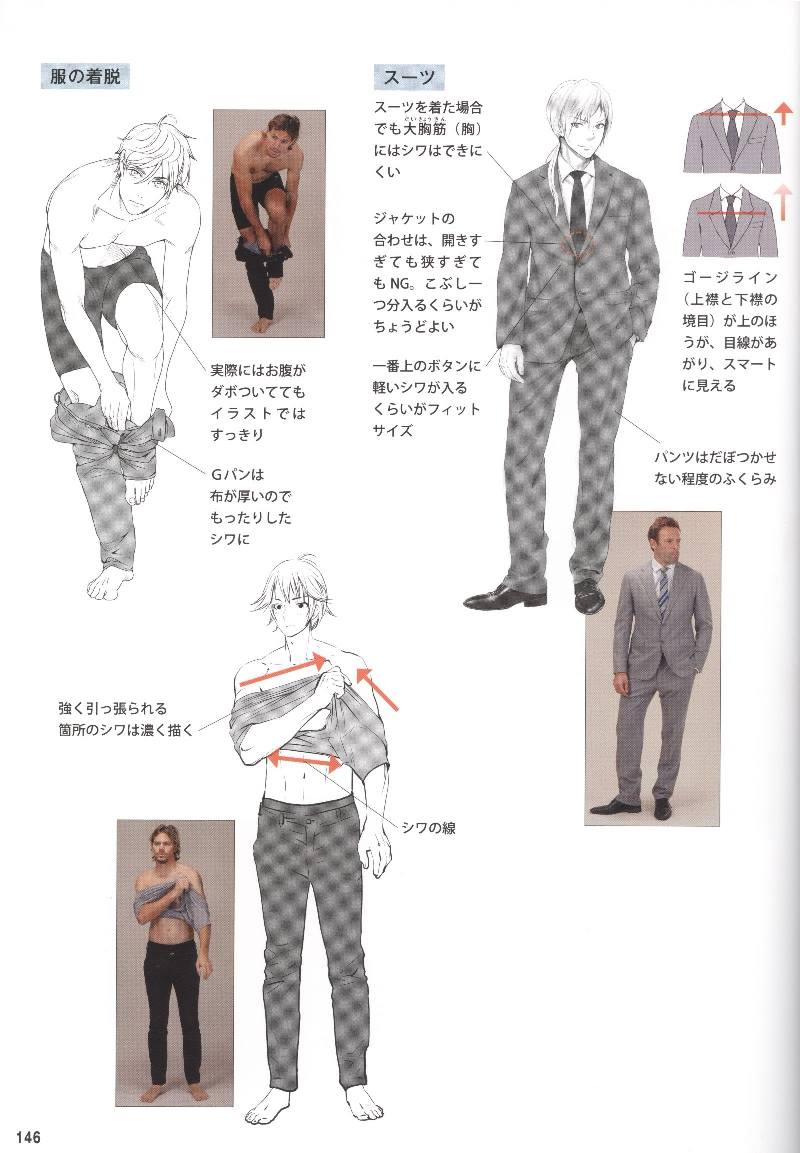 服の着脱
実際にはお腹が
ダボついてても
イラストでは
すっきり
Gパンは
布が厚いので
もったりした
シワに
スーツ
スーツを着た場合
だいきょうきん
でも大胸筋（胸）
にはシワはできに
くい
ジャケットの
合わせは、開きす
ぎても狭すぎて
もNG。こぶし一
つ分入るくらいが
ちょうどよい
一番上のボタンに
軽いシワが入る
くらいがフィット
サイズ
ゴージライン
（上襟と下襟の
境目）が上のほ
うが、目線があ
がり、スマート
に見える
パンツはだぼつかせ
ない程度のふくらみ
強く引っ張られる
箇所のシワは濃く描く
シワの線
146